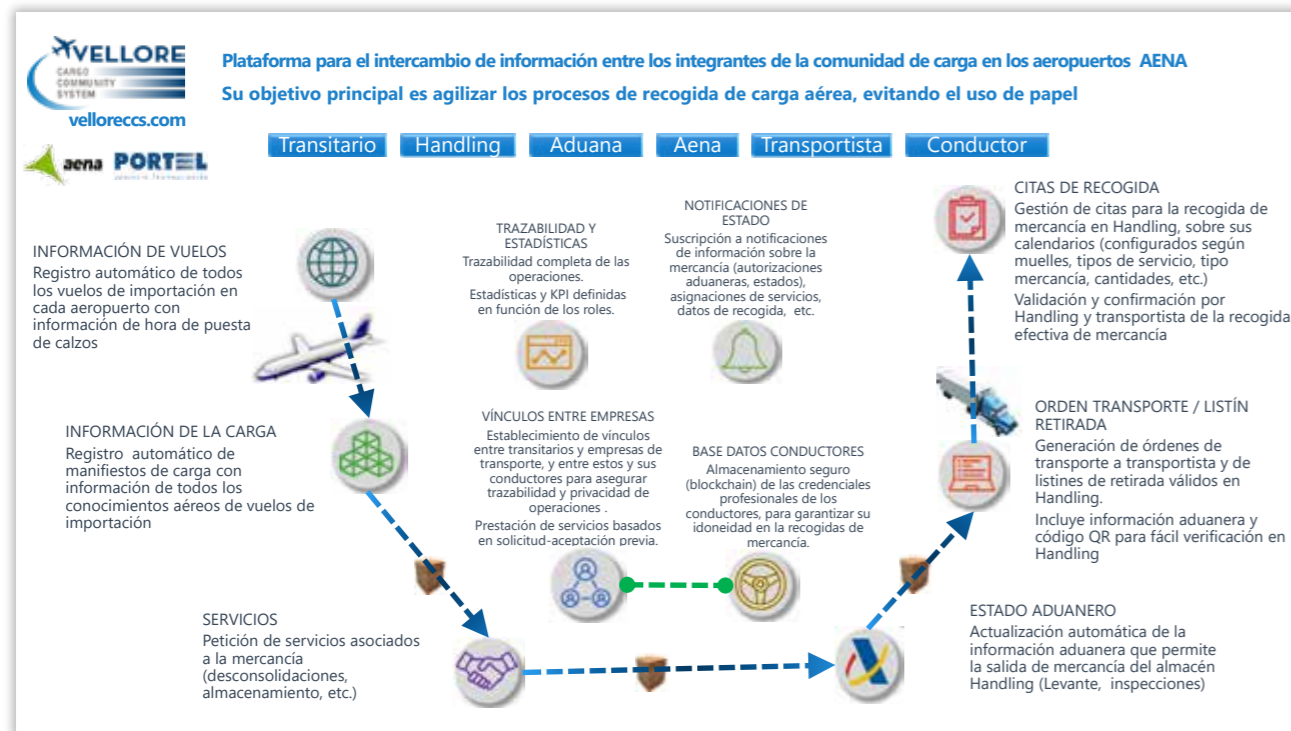 VELLORE
CARGO
COMMUNITY
SYSTEM
velloreccs.com
aena PORTEL
Plataforma para el intercambio de información entre los integrantes de la comunidad de carga en los aeropuertos AENA
Su objetivo principal es agilizar los procesos de recogida de carga aérea, evitando el uso de papel
Transitario
Handling
Aduana
Aena
Transportista
Conductor
INFORMACIÓN DE VUELOS
Registro automático de todos
los vuelos de importación en
cada aeropuerto con
información de hora de puesta
de calzos
INFORMACIÓN DE LA CARGA
Registro automático de
manifiestos de carga con
información de todos los
conocimientos aéreos de vuelos de
importación
SERVICIOS
Petición de servicios asociados
a la mercancía
(desconsolidaciones,
almacenamiento, etc.)
TRAZABILIDAD Y
ESTADÍSTICAS
Trazabilidad completa de las
operaciones.
Estadísticas y KPI definidas
en función de los roles.
NOTIFICACIONES DE
ESTADO
Suscripción a notificaciones
de información sobre la
mercancía (autorizaciones
aduaneras, estados),
asignaciones de servicios,
datos de recogida, etc.
VÍNCULOS ENTRE EMPRESAS
Establecimiento de vínculos
entre transitarios y empresas de
transporte, y entre estos y sus
conductores para asegurar
trazabilidad y privacidad de
operaciones .
Prestación de servicios basados
en solicitud-aceptación previa.
BASE DATOS CONDUCTORES
Almacenamiento seguro
(blockchain) de las credenciales
profesionales de los
conductores, para garantizar su
idoneidad en la recogidas de
mercancía.
CITAS DE RECOGIDA
Gestión de citas para la recogida de
mercancía en Handling, sobre sus
calendarios (configurados según
muelles, tipos de servicio, tipo
mercancía, cantidades, etc.)
Validación y confirmación por
Handling y transportista de la recogida
efectiva de mercancía
ORDEN TRANSPORTE / LISTÍN
RETIRADA
Generación de órdenes de
transporte a transportista y de
listines de retirada válidos en
Handling.
Incluye información aduanera y
código QR para fácil verificación en
Handling
ESTADO ADUANERO
Actualización automática de la
información aduanera que permite
la salida de mercancía del almacén
Handling (Levante, inspecciones)